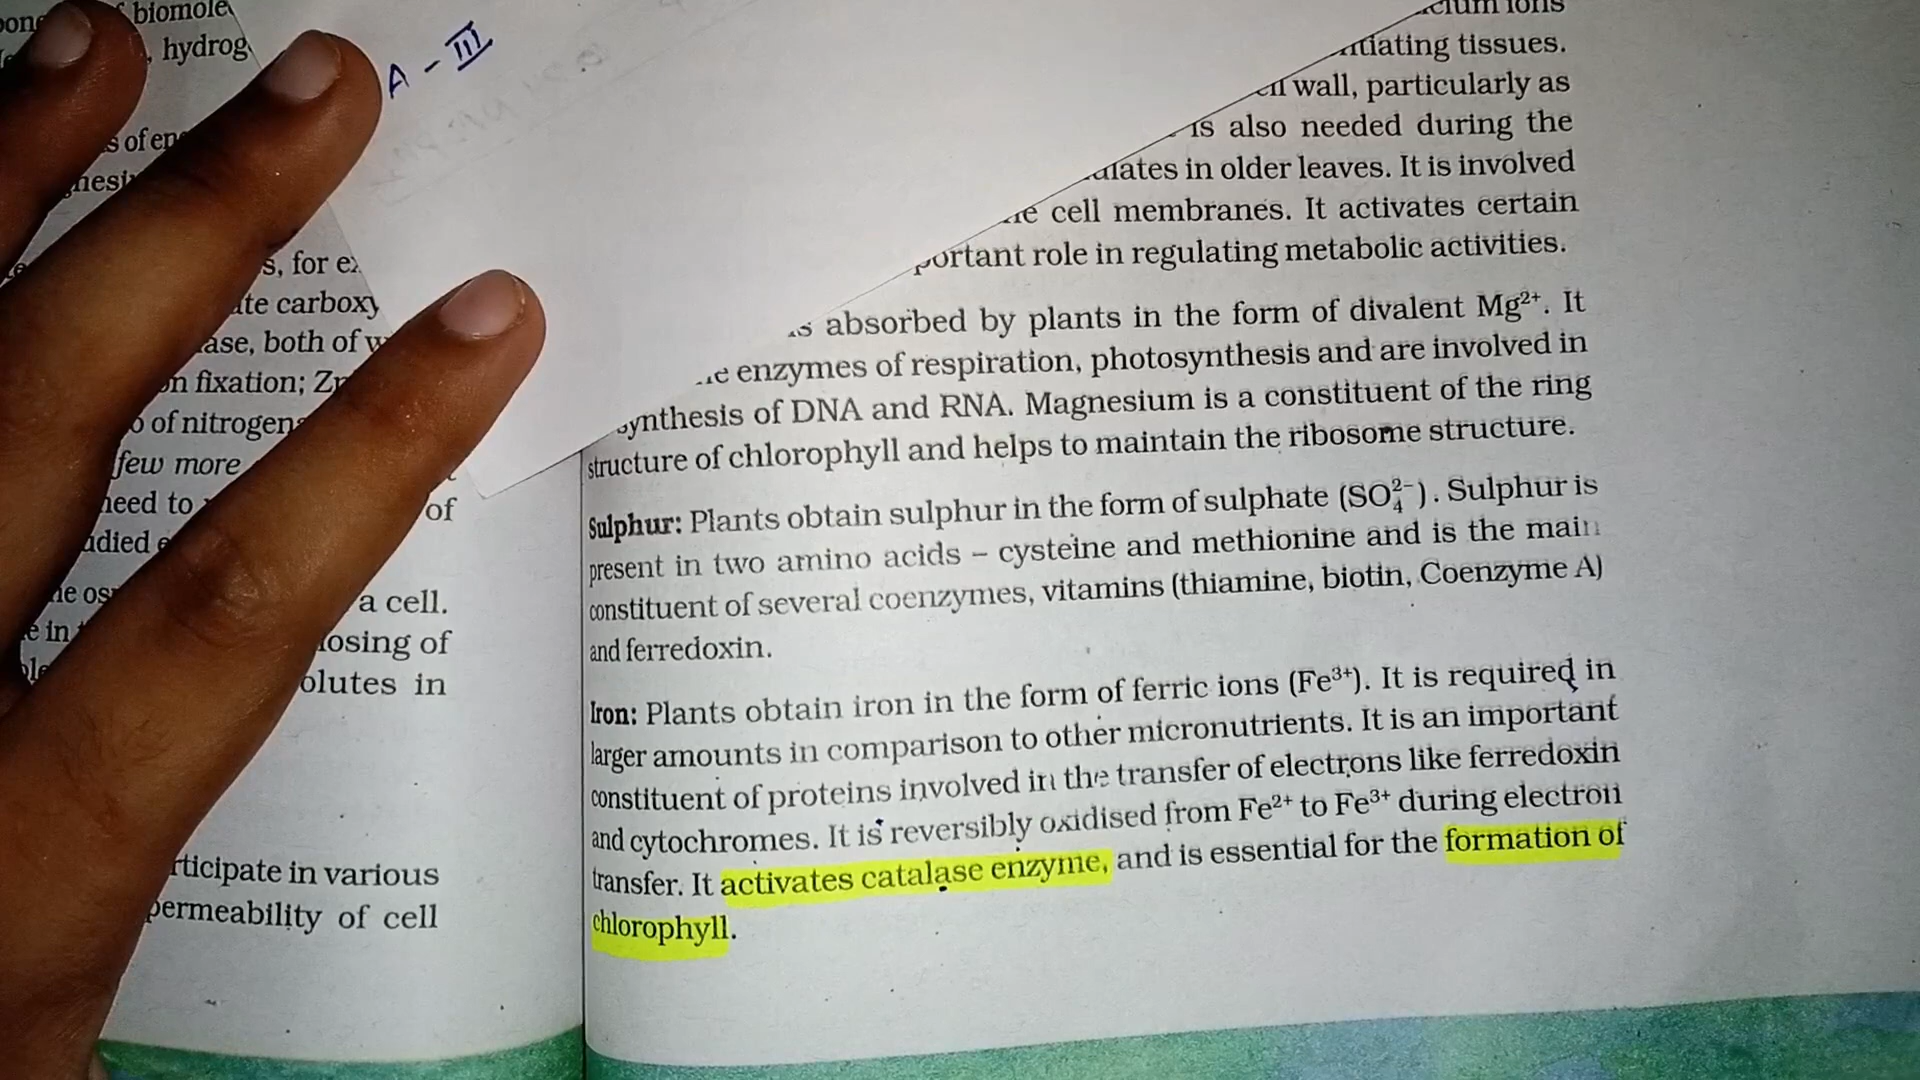 biomole
hydrog
A - III
s of en
s, for ex
ate carboxy
ase, both of w
n fixation; Zn
of nitrogen
few more
need to
of
a cell.
losing of
olutes in
rticipate in various
permeability of cell
ions
ntiating tissues.
wall, particularly as
is also needed during the
ulates in older leaves. It is involved
cell membranes. It activates certain
portant role in regulating metabolic activities.
is absorbed by plants in the form of divalent Mg²⁺. It
enzymes of respiration, photosynthesis and are involved in
synthesis of DNA and RNA. Magnesium is a constituent of the ring
structure of chlorophyll and helps to maintain the ribosome structure.
Sulphur: Plants obtain sulphur in the form of sulphate (SO₄²⁻). Sulphur is
present in two amino acids – cysteine and methionine and is the main
constituent of several coenzymes, vitamins (thiamine, biotin, Coenzyme A)
and ferredoxin.
Iron: Plants obtain iron in the form of ferric ions (Fe³⁺). It is required in
larger amounts in comparison to other micronutrients. It is an important
constituent of proteins involved in the transfer of electrons like ferredoxin
and cytochromes. It is reversibly oxidised from Fe²⁺ to Fe³⁺ during electron
transfer. It activates catalase enzyme, and is essential for the formation of
chlorophyll.